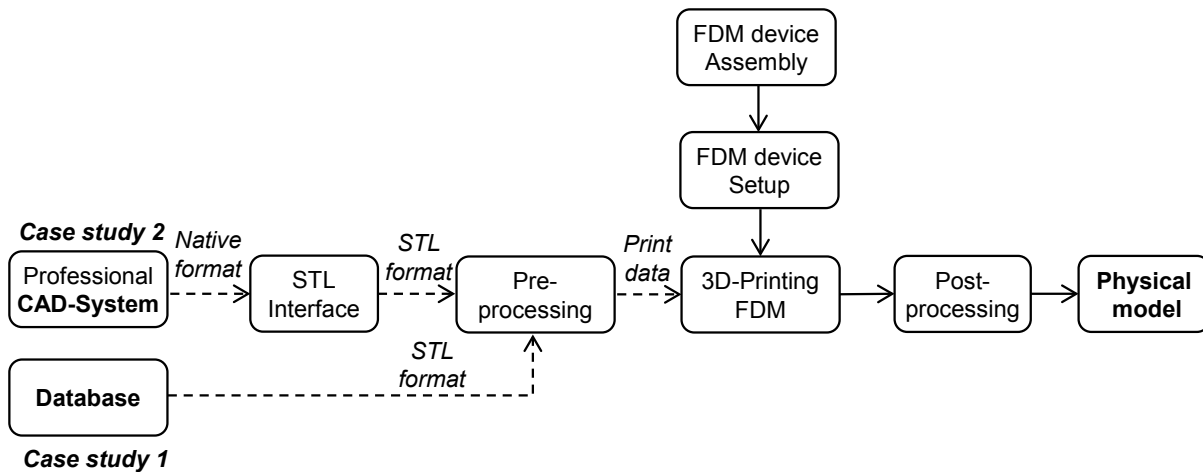 FDM device
Assembly
FDM device
Setup
Case study 2
Native
format
STL
format
Print
data
Professional
CAD-System
STL
Interface
Pre-
processing
3D-Printing
FDM
Post-
processing
Physical
model
STL
format
Database
Case study 1